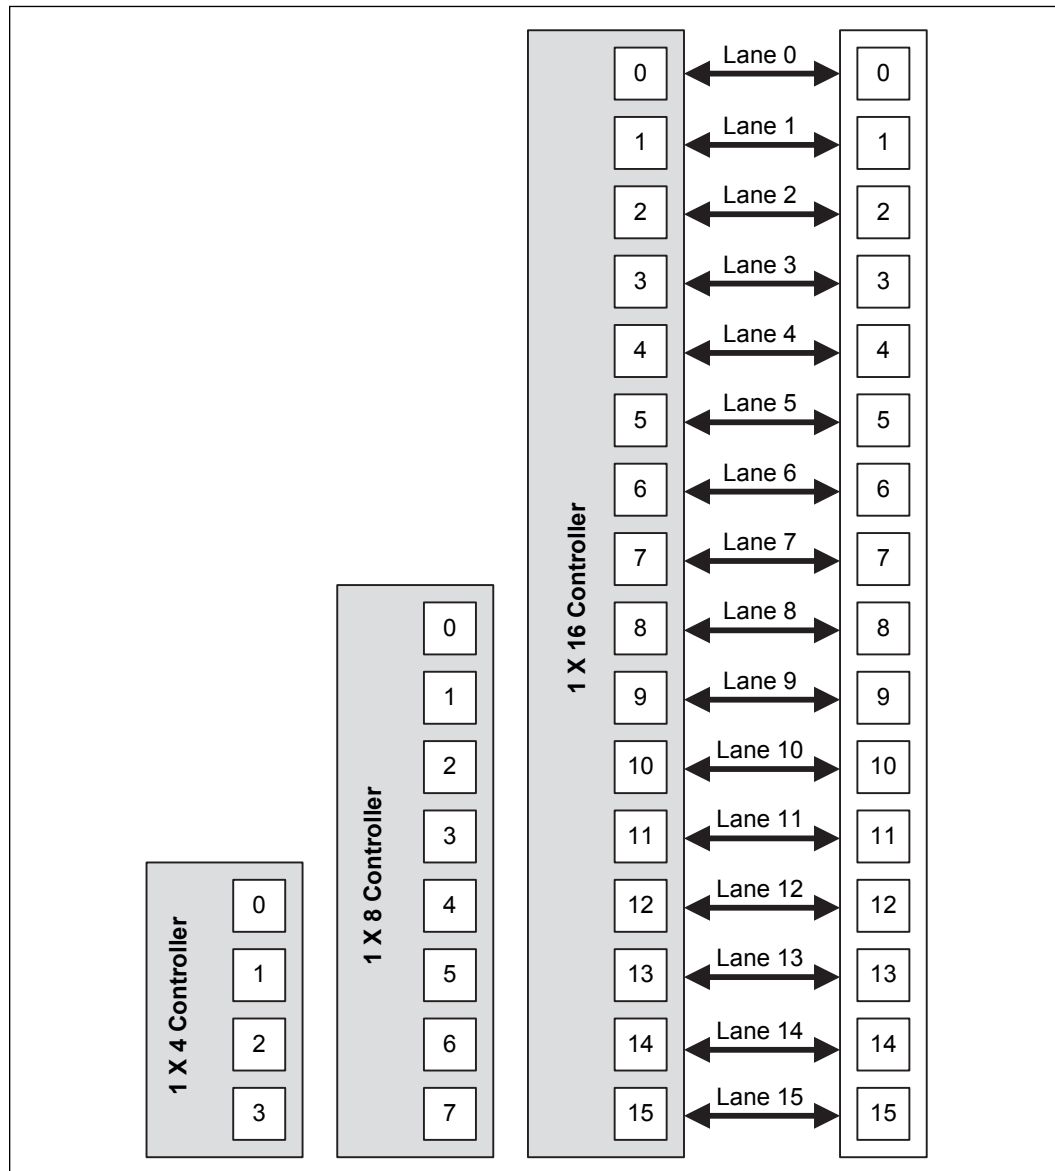 0 Lane 0 0
1 Lane 1 1
2 Lane 2 2
3 Lane 3 3
4 Lane 4 4
5 Lane 5 5
6 Lane 6 6
7 Lane 7 7
0 8 Lane 8 8
1 9 Lane 9 9
2 10 Lane 10 10
3 11 Lane 11 11
0 4 12 Lane 12 12
1 5 13 Lane 13 13
2 6 14 Lane 14 14
3 7 15 Lane 15 15
1 X 4 Controller
1 X 8 Controller
1 X 16 Controller